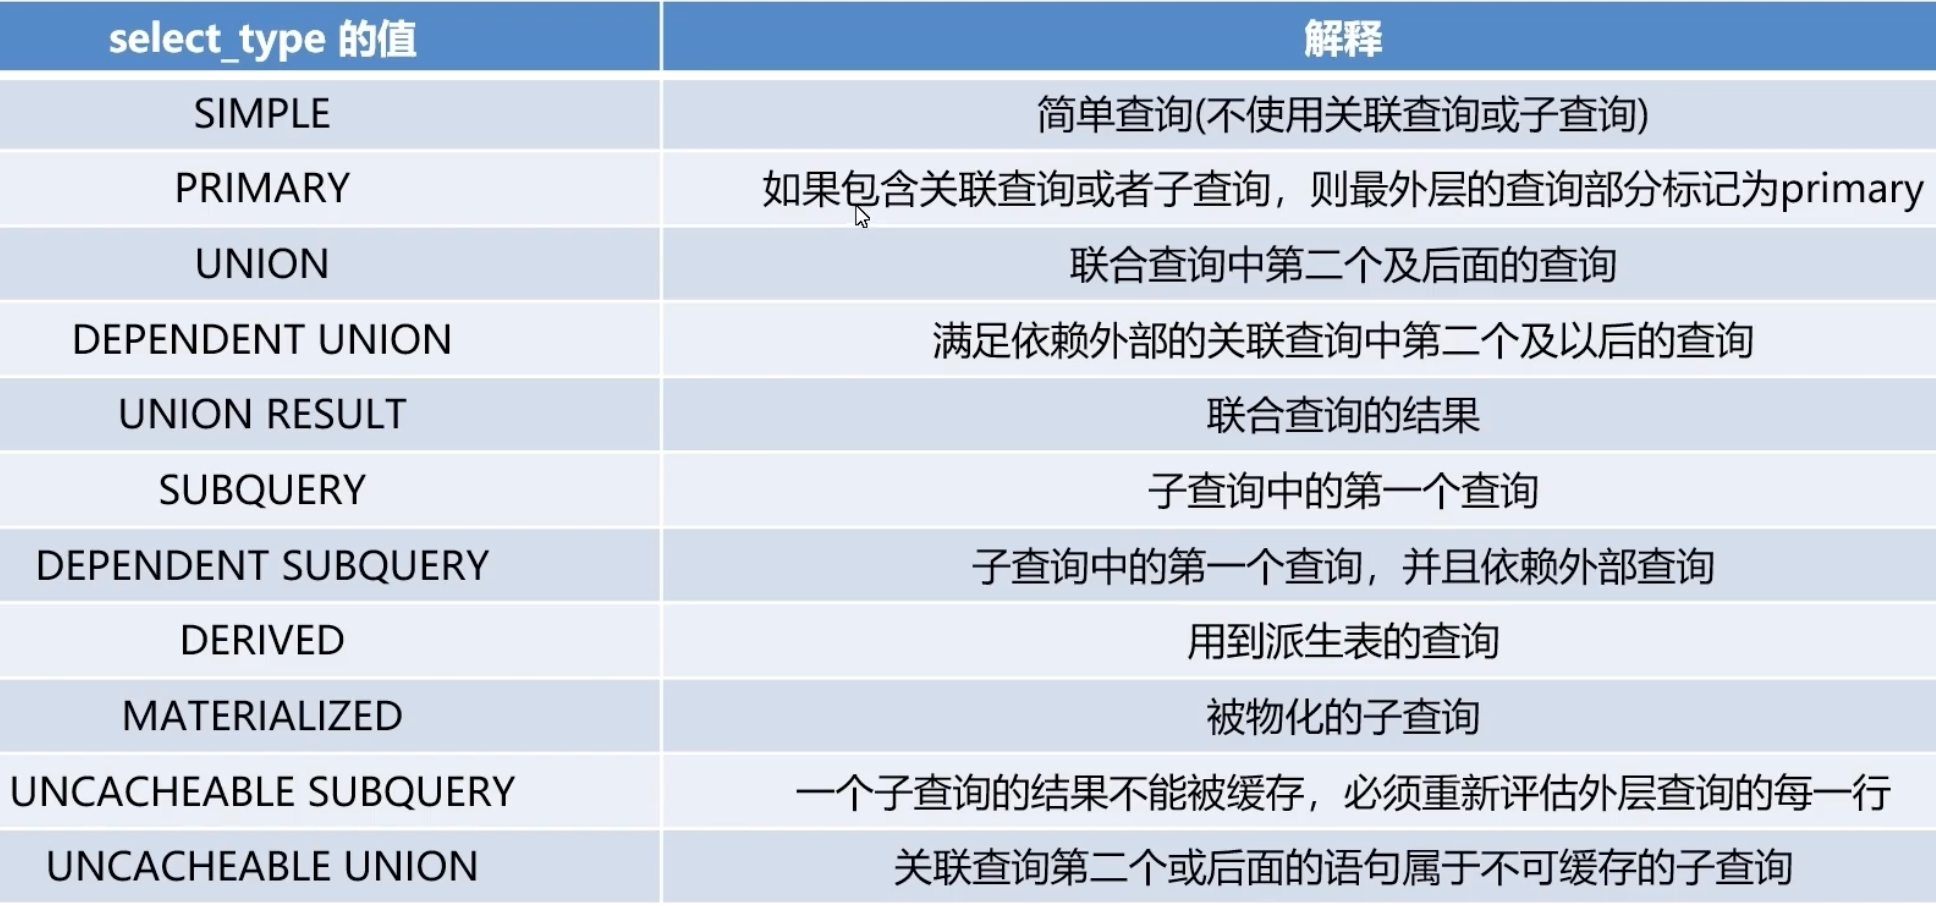 select_type 的值 解释
SIMPLE 简单查询(不使用关联查询或子查询)
PRIMARY 如果包含关联查询或者子查询，则最外层的查询部分标记为primary
UNION 联合查询中第二个及后面的查询
DEPENDENT UNION 满足依赖外部的关联查询中第二个及以后的查询
UNION RESULT 联合查询的结果
SUBQUERY 子查询中的第一个查询
DEPENDENT SUBQUERY 子查询中的第一个查询，并且依赖外部查询
DERIVED 用到派生表的查询
MATERIALIZED 被物化的子查询
UNCACHEABLE SUBQUERY 一个子查询的结果不能被缓存，必须重新评估外层查询的每一行
UNCACHEABLE UNION 关联查询第二个或后面的语句属于不可缓存的子查询